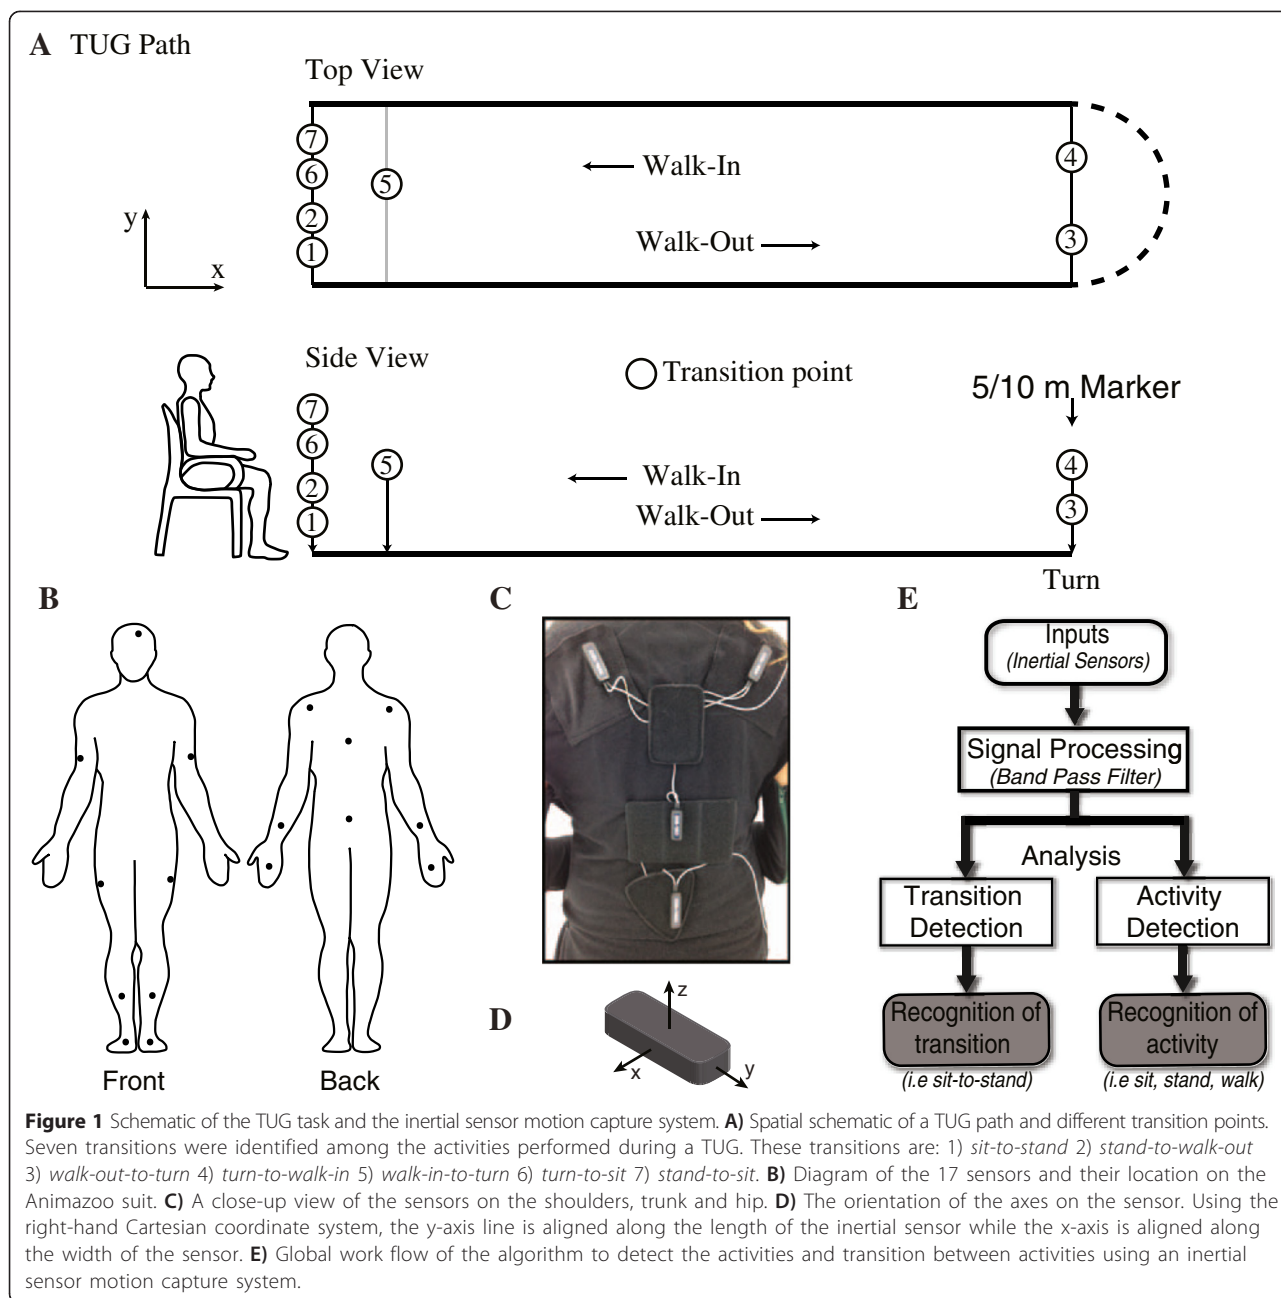 A TUG Path
Top View
7
6
2
1
5
4
3
Walk-In
Walk-Out
y
x
Side View
Transition point
5/10 m Marker
7
6
2
1
5
4
3
Walk-In
Walk-Out
Turn
B
Front
Back
C
D
z
x
y
E
Inputs
(Inertial Sensors)
Signal Processing
(Band Pass Filter)
Analysis
Transition
Detection
Activity
Detection
Recognition of
transition
Recognition of
activity
(i.e sit-to-stand)
(i.e sit, stand, walk)
Figure 1 Schematic of the TUG task and the inertial sensor motion capture system. A) Spatial schematic of a TUG path and different transition points.
Seven transitions were identified among the activities performed during a TUG. These transitions are: 1) sit-to-stand 2) stand-to-walk-out
3) walk-out-to-turn 4) turn-to-walk-in 5) walk-in-to-turn 6) turn-to-sit 7) stand-to-sit. B) Diagram of the 17 sensors and their location on the
Animazoo suit. C) A close-up view of the sensors on the shoulders, trunk and hip. D) The orientation of the axes on the sensor. Using the
right-hand Cartesian coordinate system, the y-axis line is aligned along the length of the inertial sensor while the x-axis is aligned along
the width of the sensor. E) Global work flow of the algorithm to detect the activities and transition between activities using an inertial
sensor motion capture system.